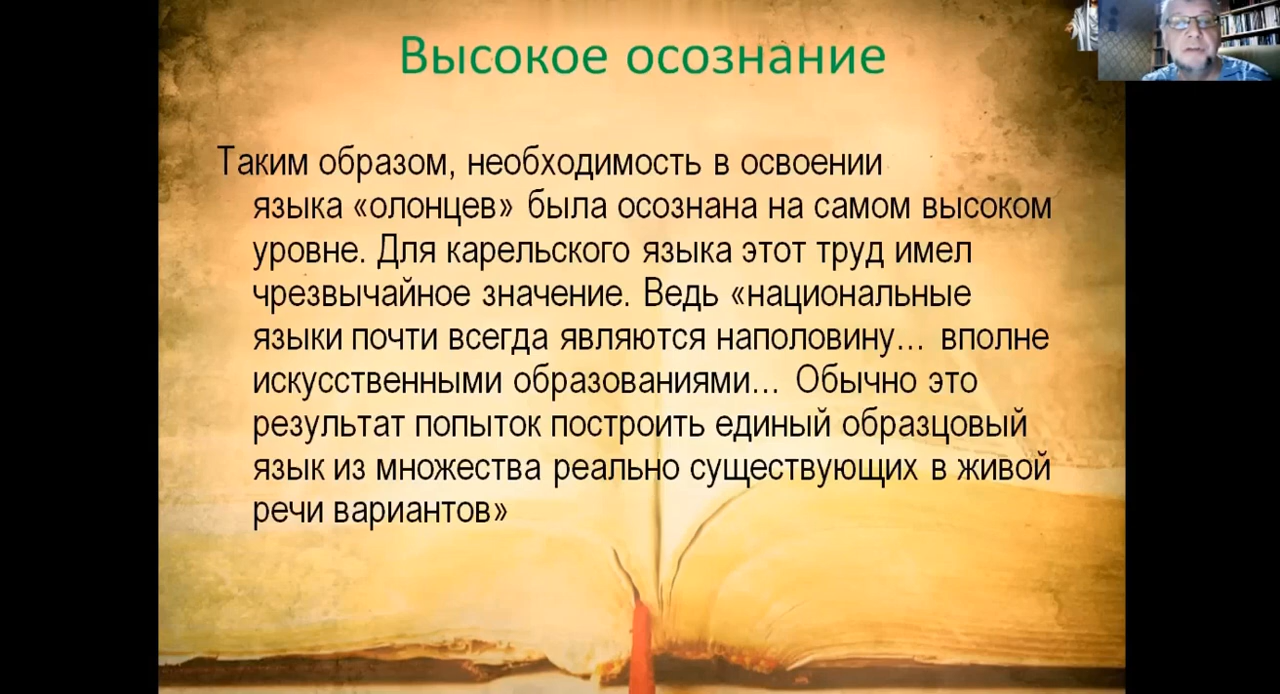 Высокое осознание
Таким образом, необходимость в освоении
языка «олонцев» была осознана на самом высоком
уровне. Для карельского языка этот труд имел
чрезвычайное значение. Ведь «национальные
языки почти всегда являются наполовину… вполне
искусственными образованиями… Обычно это
результат попыток построить единый образцовый
язык из множества реально существующих в живой
речи вариантов»